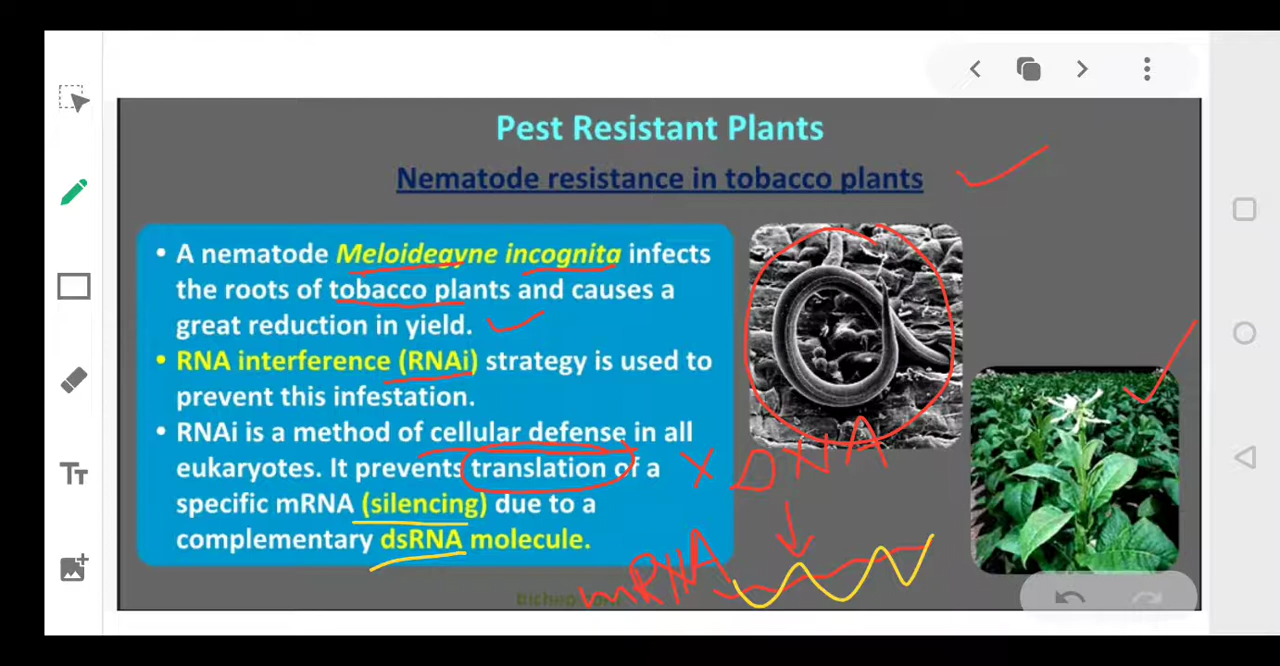 Pest Resistant Plants
Nematode resistance in tobacco plants
• A nematode Meloidegyne incognita infects
the roots of tobacco plants and causes a
great reduction in yield.
• RNA interference (RNAi) strategy is used to
prevent this infestation.
• RNAi is a method of cellular defense in all
eukaryotes. It prevents translation of a
specific mRNA (silencing) due to a
complementary dsRNA molecule.
DNA
mRNA
Tт